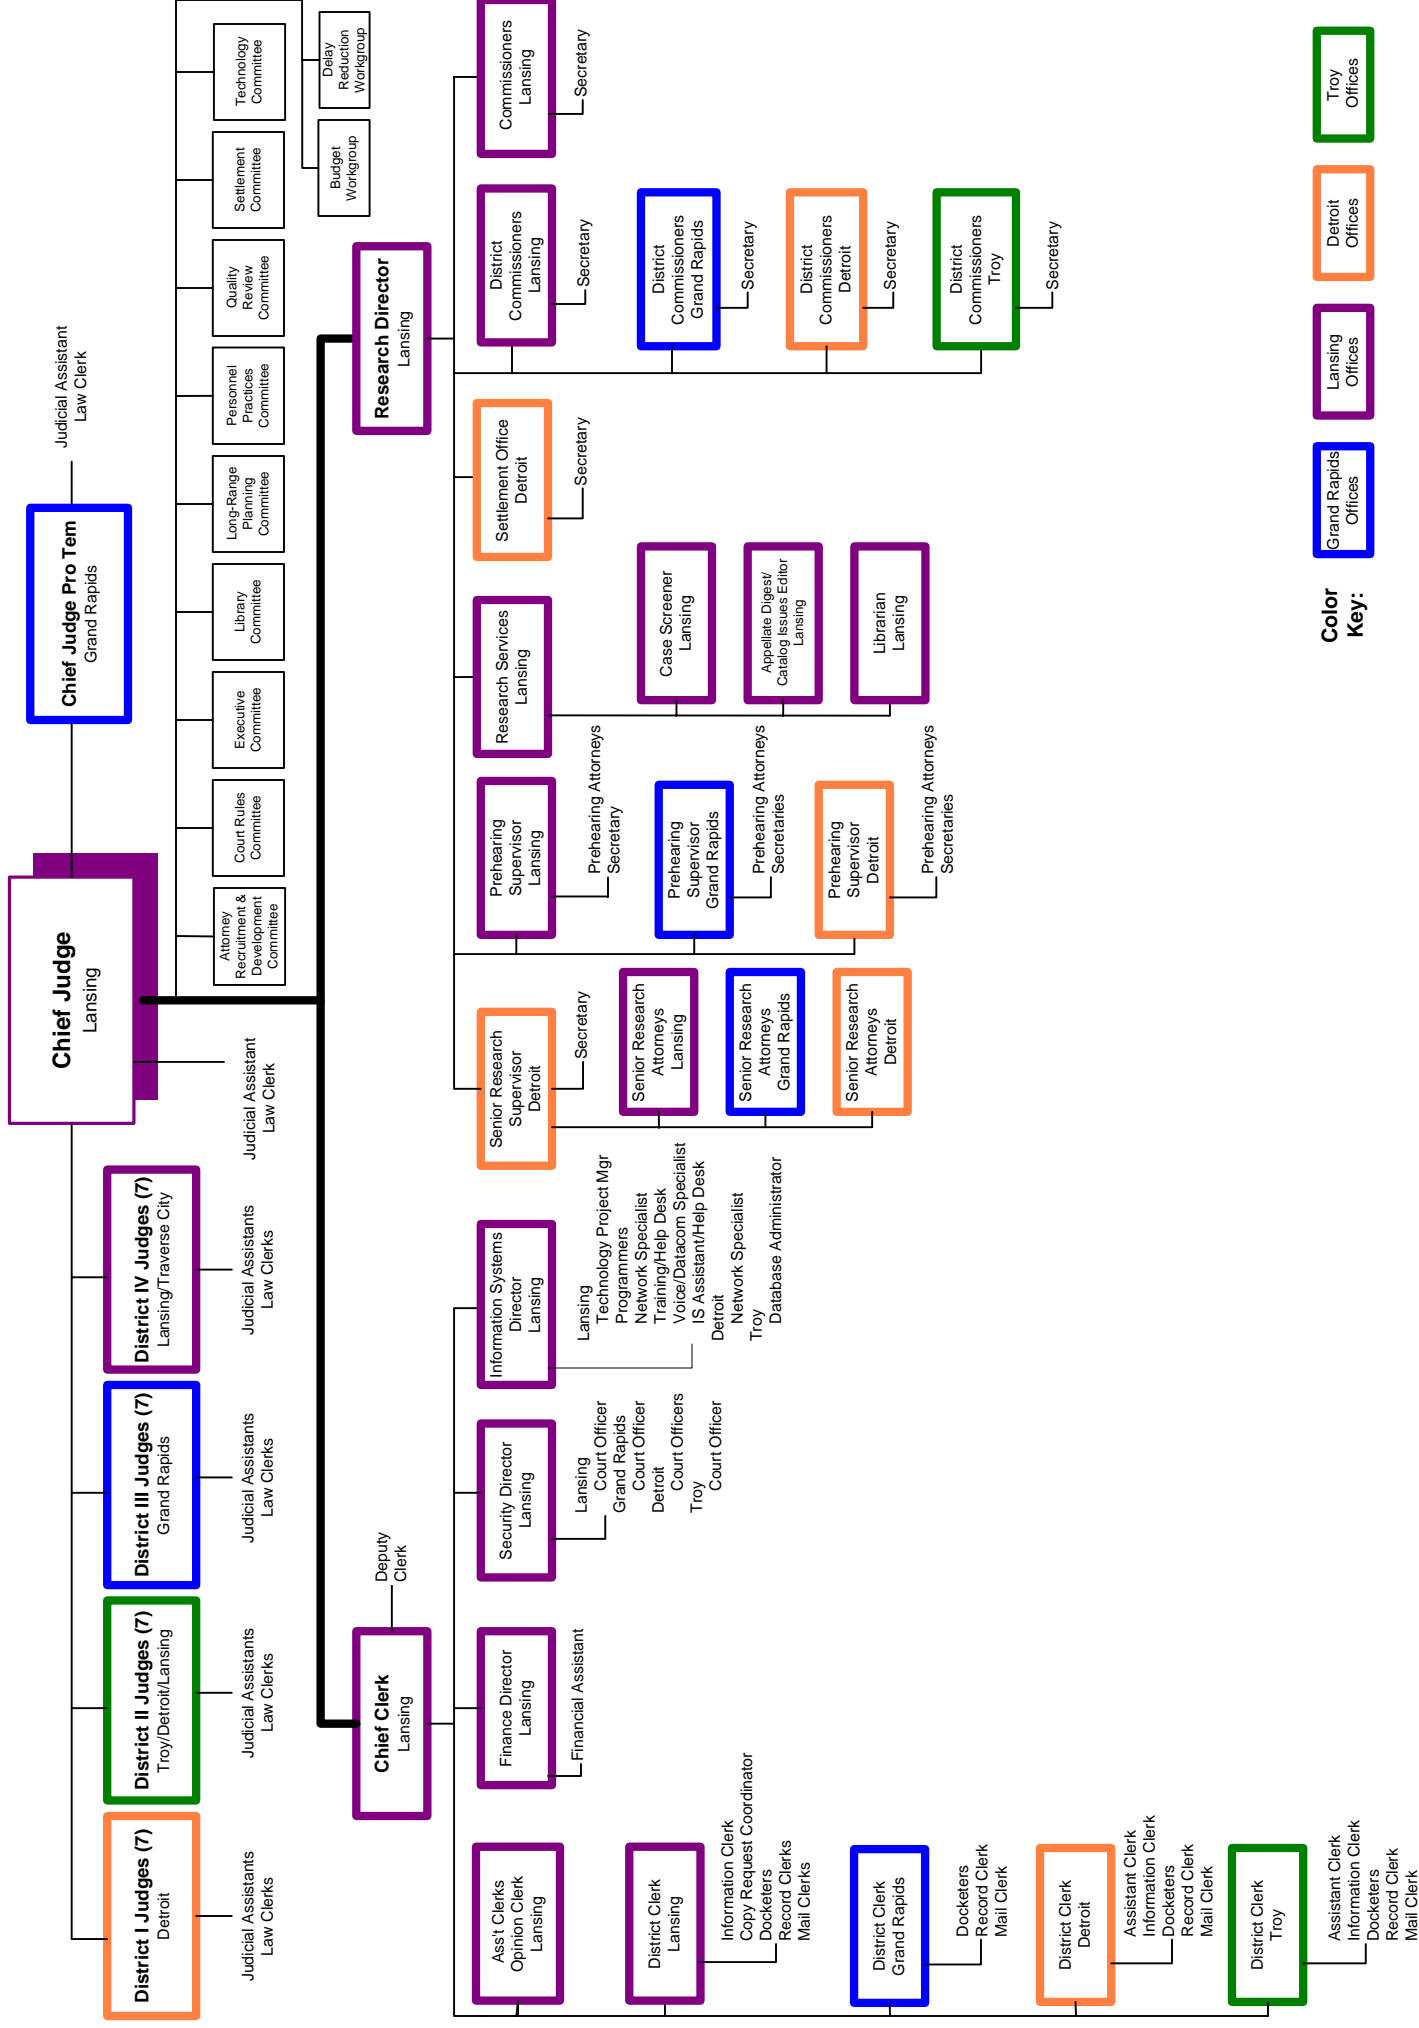 Chief Judge
Lansing
Chief Judge Pro Tem
Grand Rapids
Judicial Assistant
Law Clerk
District I Judges (7)
Detroit
Judicial Assistants
Law Clerks
District II Judges (7)
Troy/Detroit/Lansing
Judicial Assistants
Law Clerks
District III Judges (7)
Grand Rapids
Judicial Assistants
Law Clerks
District IV Judges (7)
Lansing/Traverse City
Judicial Assistants
Law Clerks
Judicial Assistant
Law Clerk
Attorney
Recruitment &
Development
Committee
Court Rules
Committee
Executive
Committee
Library
Committee
Long-Range
Planning
Committee
Personnel
Practices
Committee
Quality
Review
Committee
Settlement
Committee
Technology
Committee
Budget
Workgroup
Delay
Reduction
Workgroup
Chief Clerk
Lansing
Deputy
Clerk
Research Director
Lansing
Ass't Clerks
Opinion Clerk
Lansing
District Clerk
Lansing
Information Clerk
Copy Request Coordinator
Docketers
Record Clerks
Mail Clerks
District Clerk
Grand Rapids
Docketers
Record Clerk
Mail Clerk
District Clerk
Detroit
Assistant Clerk
Information Clerk
Docketers
Record Clerk
Mail Clerk
District Clerk
Troy
Assistant Clerk
Information Clerk
Docketers
Record Clerk
Mail Clerk
Finance Director
Lansing
Financial Assistant
Security Director
Lansing
Lansing
Court Officer
Grand Rapids
Court Officer
Detroit
Court Officers
Troy
Court Officer
Information Systems
Director
Lansing
Lansing
Technology Project Mgr
Programmers
Network Specialist
Training/Help Desk
Voice/Datacom Specialist
IS Assistant/Help Desk
Detroit
Network Specialist
Troy
Database Administrator
Senior Research
Supervisor
Detroit
Secretary
Senior Research
Attorneys
Lansing
Senior Research
Attorneys
Grand Rapids
Senior Research
Attorneys
Detroit
Prehearing
Supervisor
Lansing
Prehearing Attorneys
Secretary
Prehearing
Supervisor
Grand Rapids
Prehearing Attorneys
Secretaries
Prehearing
Supervisor
Detroit
Prehearing Attorneys
Secretaries
Research Services
Lansing
Case Screener
Lansing
Appellate Digest/
Catalog Issues Editor
Lansing
Librarian
Lansing
Settlement Office
Detroit
Secretary
District
Commissioners
Lansing
Secretary
District
Commissioners
Grand Rapids
Secretary
District
Commissioners
Detroit
Secretary
District
Commissioners
Troy
Secretary
Commissioners
Lansing
Secretary
Color
Key:
Grand Rapids
Offices
Lansing
Offices
Detroit
Offices
Troy
Offices